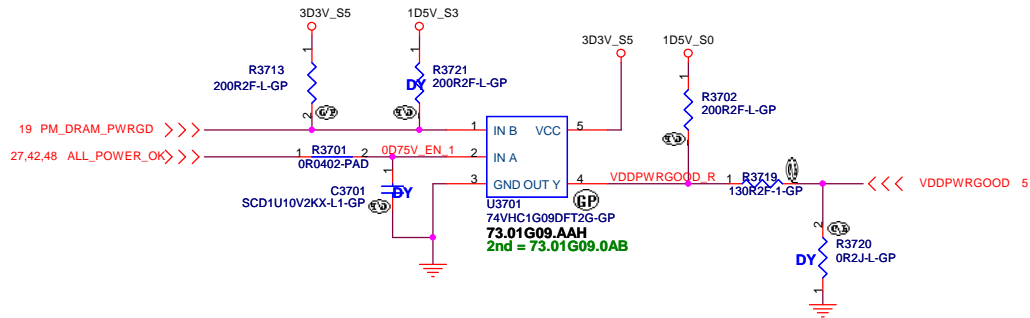 3D3V_S5
1D5V_S3
3D3V_S5
1D5V_S0
1
1
1
R3713
200R2F-L-GP
DY
R3721
200R2F-L-GP
R3702
200R2F-L-GP
2
19 PM_DRAM_PWRGD
1
IN B
VCC
5
27,42,48 ALL_POWER_OK
1
R3701
2
0R0402-PAD
0D75V_EN_1
2
IN A
3
GND
OUT Y
4
VDDPWRGOOD_R
1
R3719
130R2F-1-GP
VDDPWRGOOD 5
1
C3701
DY
SCD1U10V2KX-L1-GP
GP
U3701
74VHC1G09DFT2G-GP
73.01G09.AAH
2nd = 73.01G09.0AB
2
R3720
0R2J-L-GP
DY
1